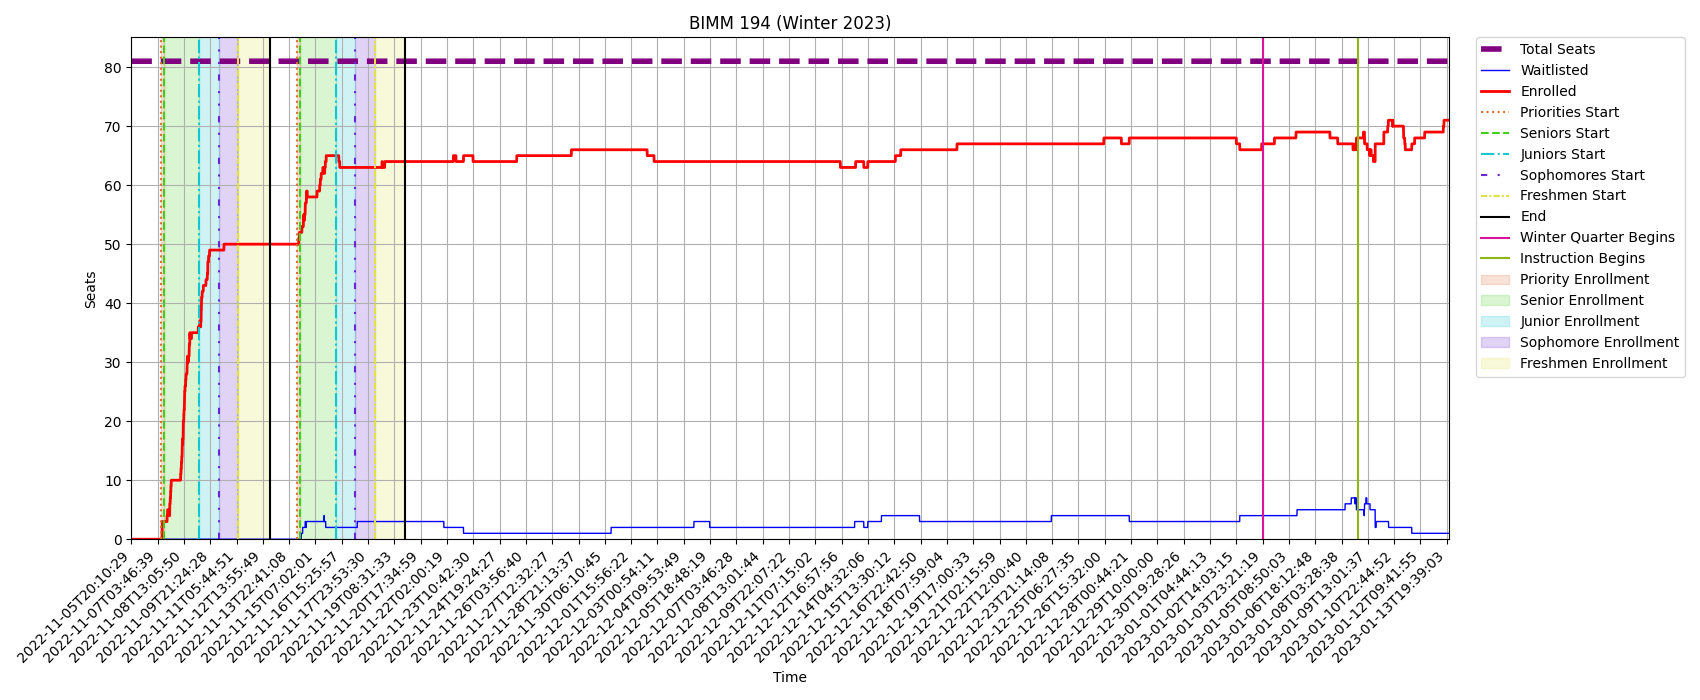 BIMM 194 (Winter 2023)
Total Seats
Waitlisted
Enrolled
Priorities Start
Seniors Start
Juniors Start
Sophomores Start
Freshmen Start
End
Winter Quarter Begins
Instruction Begins
Priority Enrollment
Senior Enrollment
Junior Enrollment
Sophomore Enrollment
Freshmen Enrollment
Seats
80
70
60
50
40
30
20
10
0
2022-11-05T20:10:29
2022-11-07T03:46:39
2022-11-08T13:05:50
2022-11-09T21:24:28
2022-11-11T05:44:51
2022-11-12T13:55:49
2022-11-13T22:41:08
2022-11-15T07:02:01
2022-11-16T15:25:57
2022-11-17T23:53:30
2022-11-19T08:31:33
2022-11-20T17:34:59
2022-11-22T02:00:19
2022-11-23T10:42:30
2022-11-24T19:24:27
2022-11-26T03:56:40
2022-11-27T12:32:27
2022-11-28T21:13:37
2022-11-30T06:10:45
2022-12-01T15:56:22
2022-12-03T00:54:11
2022-12-04T09:53:49
2022-12-05T18:48:19
2022-12-07T03:46:28
2022-12-08T13:01:44
2022-12-09T22:07:22
2022-12-11T07:15:02
2022-12-12T16:57:56
2022-12-14T04:32:06
2022-12-15T13:30:12
2022-12-16T22:42:50
2022-12-18T07:59:04
2022-12-19T17:00:33
2022-12-21T02:15:59
2022-12-22T12:00:40
2022-12-23T21:14:08
2022-12-25T06:27:35
2022-12-26T15:32:00
2022-12-28T00:44:21
2022-12-29T10:00:00
2022-12-30T19:28:26
2023-01-01T04:44:13
2023-01-02T14:03:15
2023-01-03T23:21:19
2023-01-05T08:50:03
2023-01-06T18:12:48
2023-01-08T03:28:38
2023-01-09T13:01:37
2023-01-10T22:44:52
2023-01-12T09:41:55
2023-01-13T19:39:03
Time